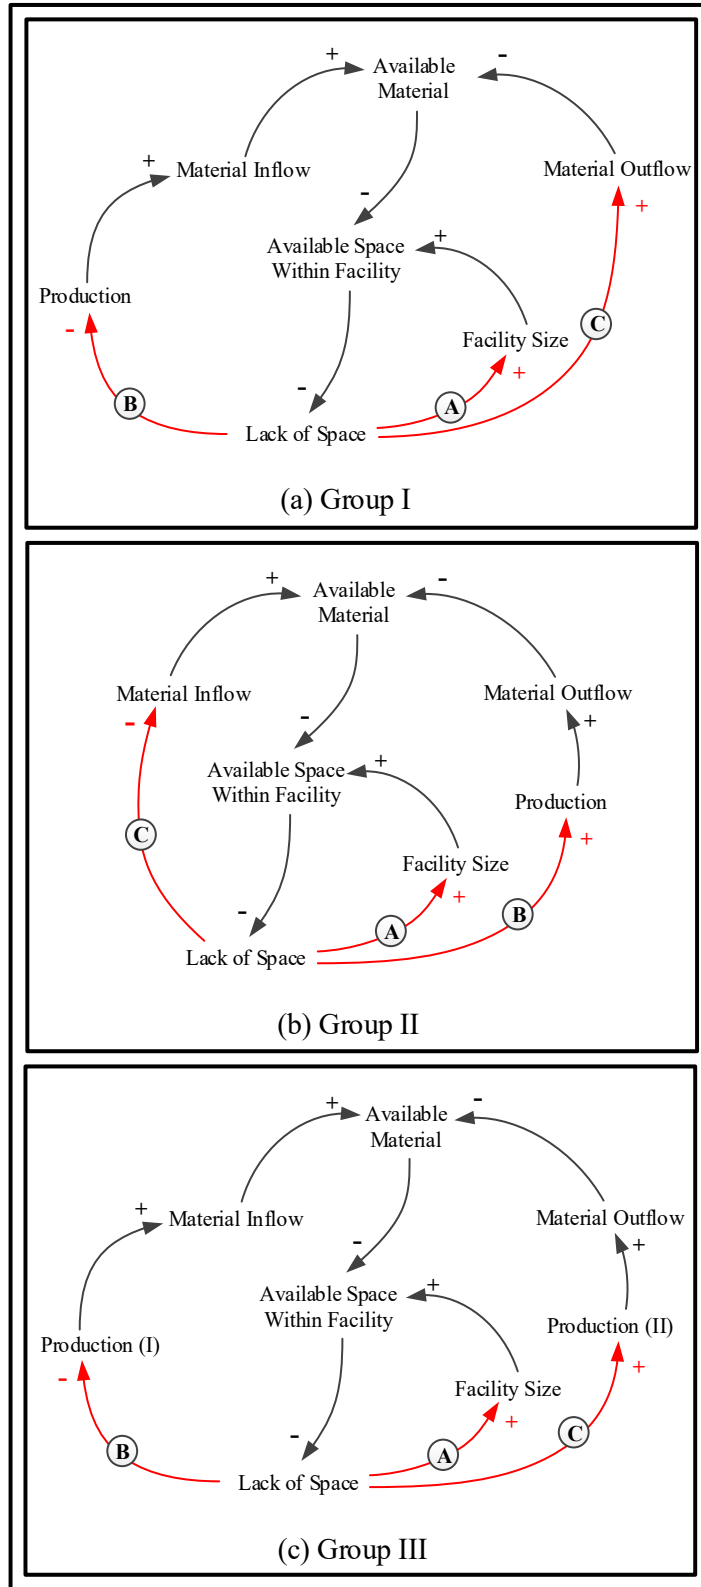 +
-
Available
Material
+
Material Inflow
Material Outflow
-
+
Available Space
Within Facility
+
Production
-
C
Facility Size
+
-
B
A
Lack of Space
(a) Group I
+
-
Available
Material
Material Inflow
Material Outflow
-
-
+
Available Space
Within Facility
+
Production
C
+
Facility Size
+
-
A
B
Lack of Space
(b) Group II
+
-
Available
Material
+
Material Inflow
Material Outflow
-
+
Available Space
Within Facility
+
Production (II)
Production (I)
-
+
Facility Size
+
-
C
B
A
Lack of Space
(c) Group III